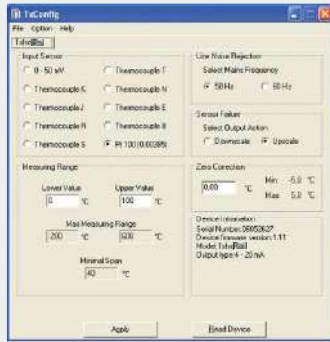 TxConfig
File Option Help
TxIsoRail
Input Sensor
0 - 50 mV
Thermocouple K
Thermocouple J
Thermocouple R
Thermocouple S
Thermocouple T
Thermocouple N
Thermocouple E
Thermocouple B
Pt 100 (0.00385)
Line Noise Rejection
Select Mains Frequency
50 Hz 60 Hz
Sensor Failure
Select Output Action
Downscale Upscale
Measuring Range
Lower Value Upper Value
0 °C 100 °C
Max Measuring Range
-200 °C 600 °C
Minimal Span
40 °C
Zero Correction
0,00 °C
Min -5,0 °C
Max 5,0 °C
Device Information
Serial Number: 06052627
Device firmware version: 1.11
Model: TxIsoRail
Output type: 4 - 20 mA
Apply Read Device